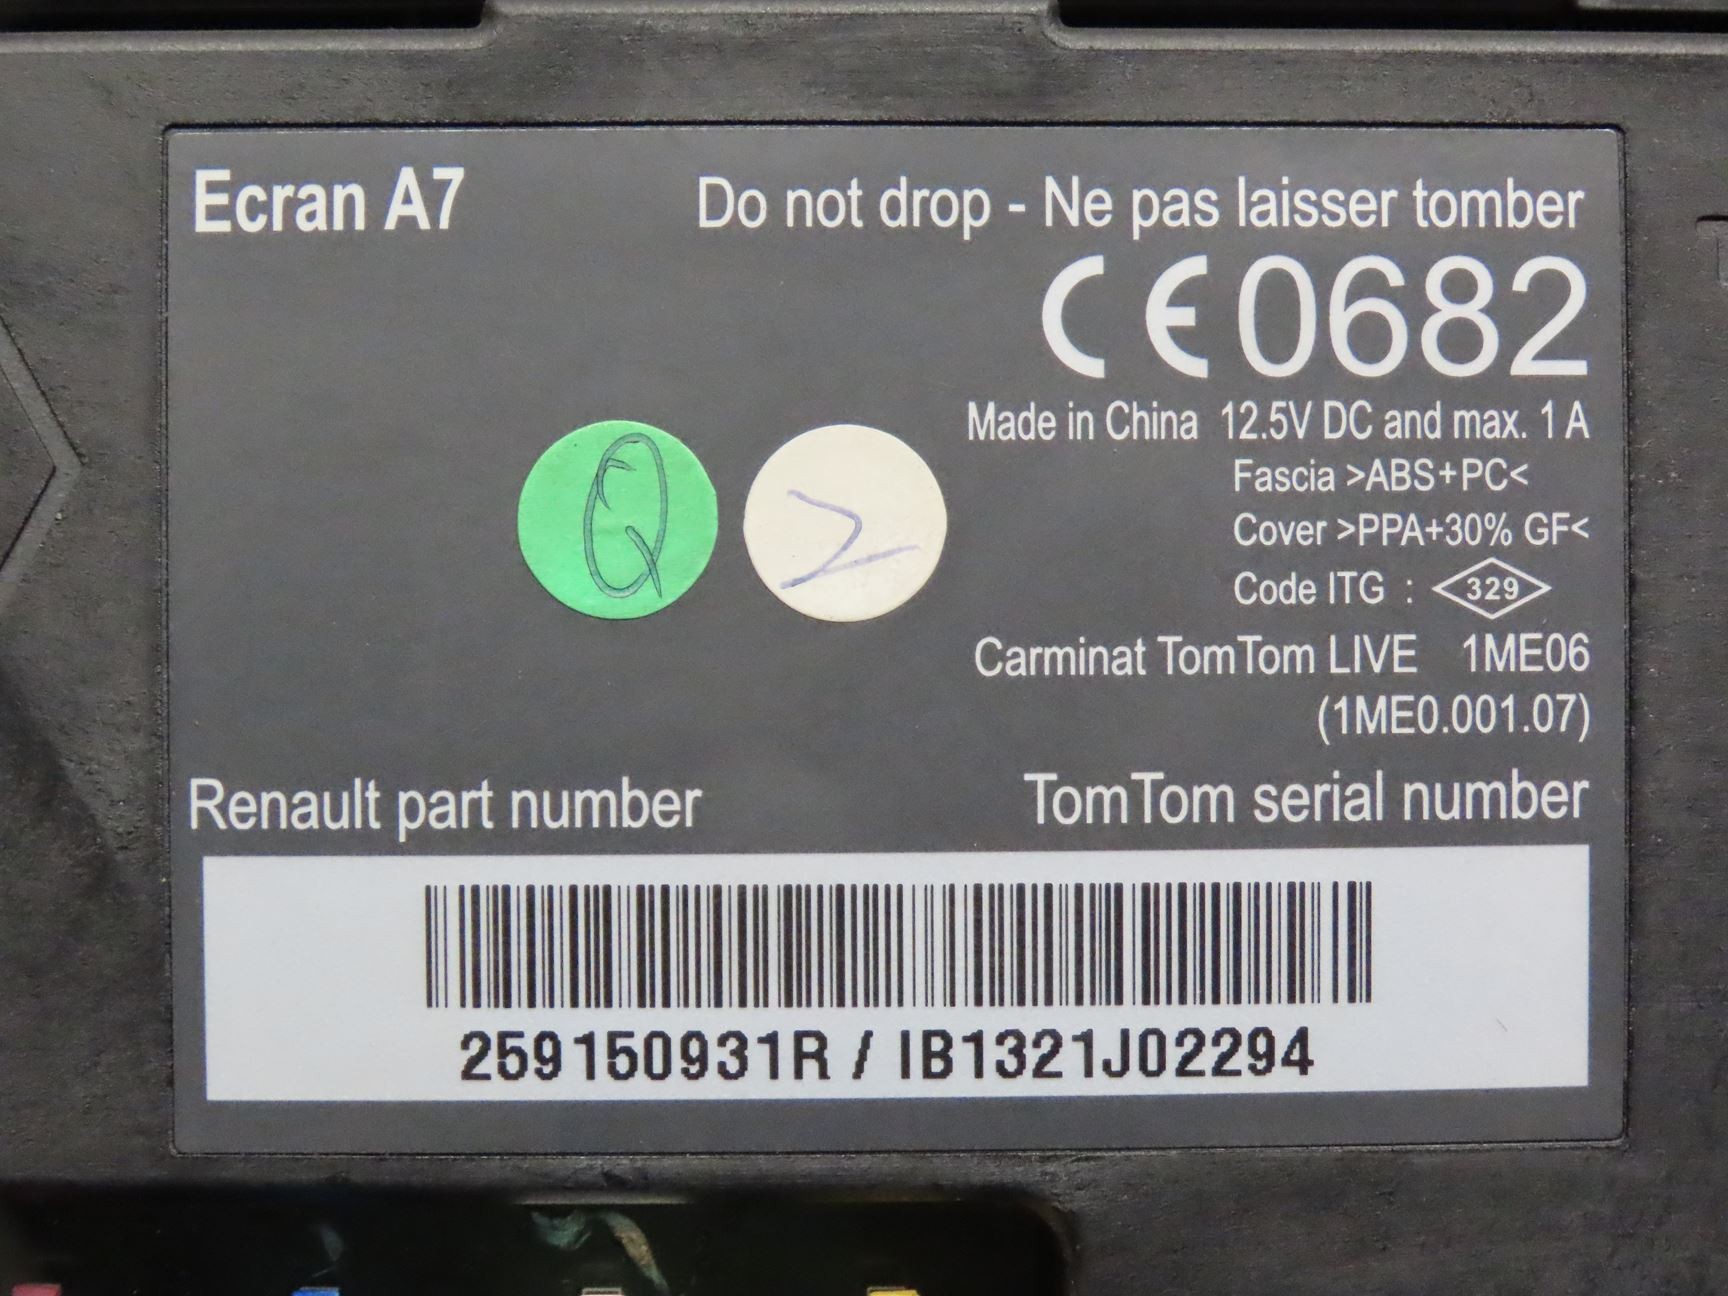 Ecran A7
Do not drop - Ne pas laisser tomber
CE 0682
Made in China 12.5V DC and max. 1 A
Fascia >ABS+PC<
Cover >PPA+30% GF<
Code ITG : 329
Q
2
Carminat TomTom LIVE 1ME06
(1ME0.001.07)
Renault part number
TomTom serial number
259150931R / IB1321J02294